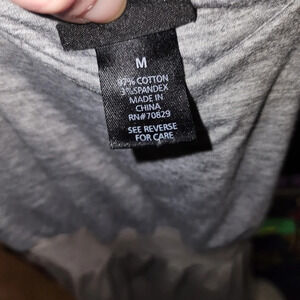 M
97% COTTON
3% SPANDEX
MADE IN
CHINA
RN#70829
SEE REVERSE
FOR CARE